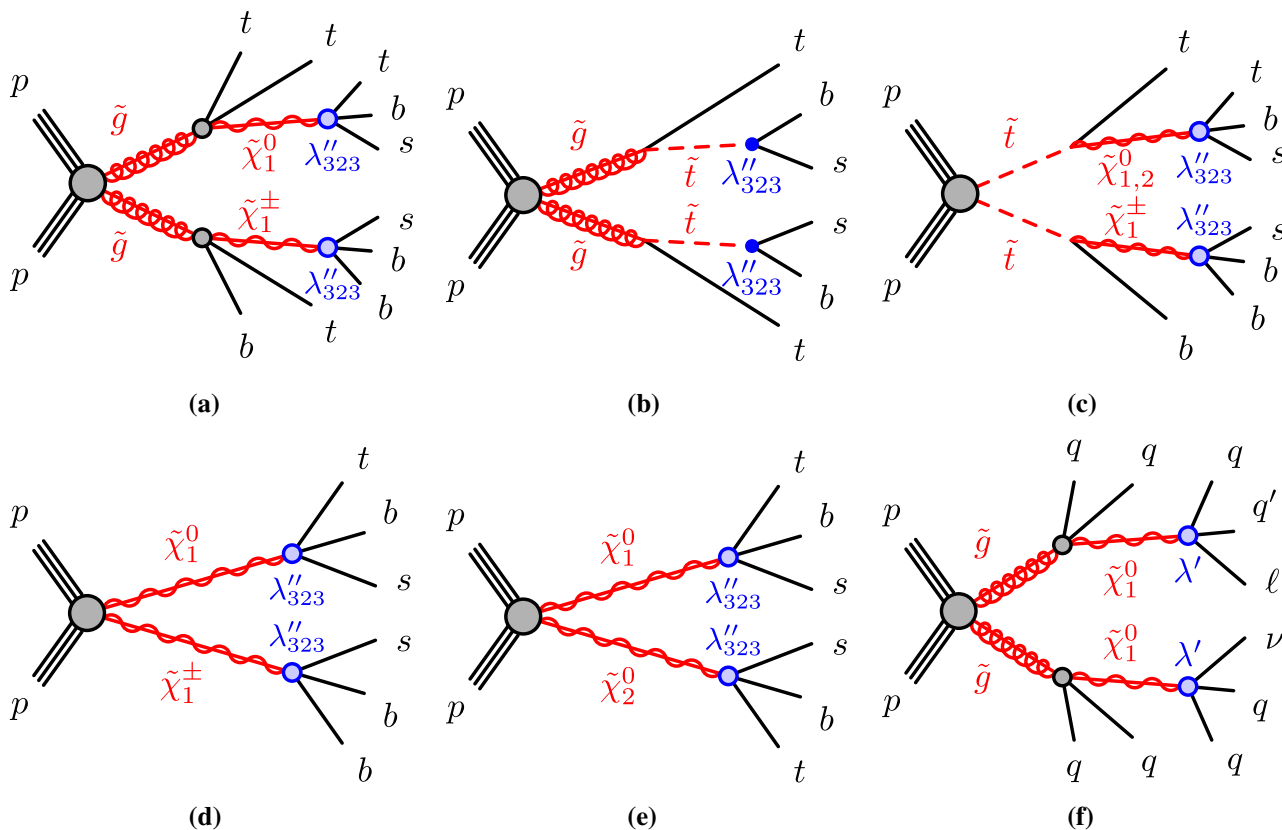 p p g̃ g̃ t t t b s χ̃₁⁰ λ″₃₂₃ χ̃₁± λ″₃₂₃ s b b t b
(a)
p p g̃ g̃ t b s t̃ λ″₃₂₃ t̃ λ″₃₂₃ s b t
(b)
p p t̃ t̃ t t b s χ̃⁰₁,₂ λ″₃₂₃ χ̃₁± λ″₃₂₃ s b b b
(c)
p p χ̃₁⁰ χ̃₁± λ″₃₂₃ λ″₃₂₃ t b s s b b
(d)
p p χ̃₁⁰ χ̃₂⁰ λ″₃₂₃ λ″₃₂₃ t b s s b t
(e)
p p g̃ g̃ q q q q′ ℓ χ̃₁⁰ λ′ χ̃₁⁰ λ′ ν q q q q
(f)